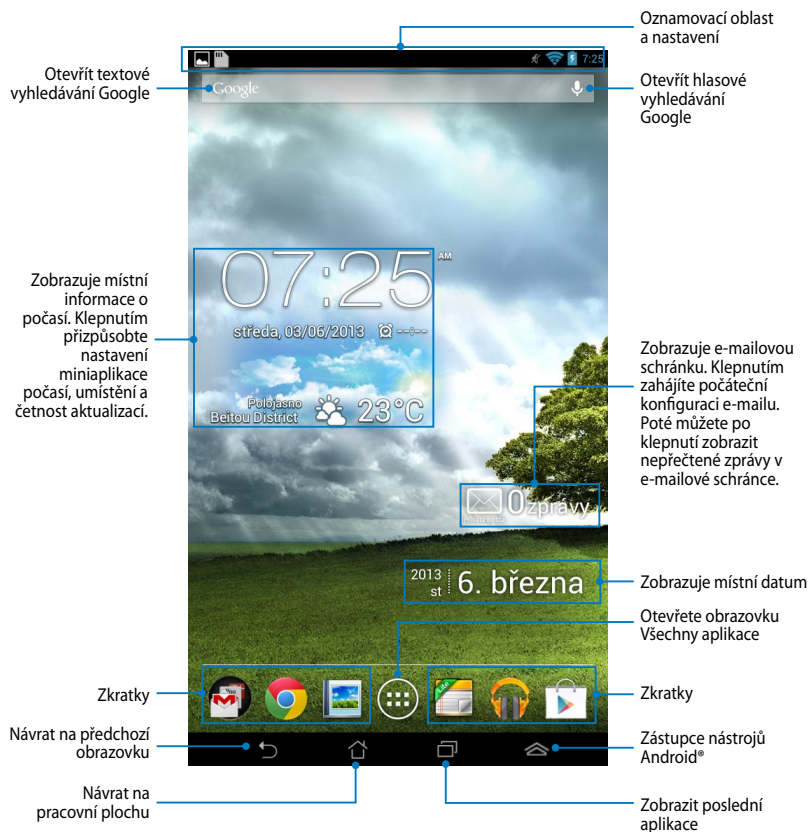 Oznamovací oblast
a nastavení
Otevřít textové
vyhledávání Google
7:25
Google
Otevřít hlasové
vyhledávání
Google
07:25
AM
středa, 03/06/2013 --:--
Polojasno
Beitou District
23°C
Zobrazuje místní
informace o
počasí. Klepnutím
přizpůsobte
nastavení
miniaplikace
počasí, umístění a
četnost aktualizací.
Zobrazuje e-mailovou
schránku. Klepnutím
zahájíte počáteční
konfiguraci e-mailu.
Poté můžete po
klepnutí zobrazit
nepřečtené zprávy v
e-mailové schránce.
0zprávy
2013
st
6. března
Zobrazuje místní datum
Otevřete obrazovku
Všechny aplikace
Zkratky
Lite
Zkratky
Návrat na předchozí
obrazovku
Zástupce nástrojů
Android®
Návrat na
pracovní plochu
Zobrazit poslední
aplikace